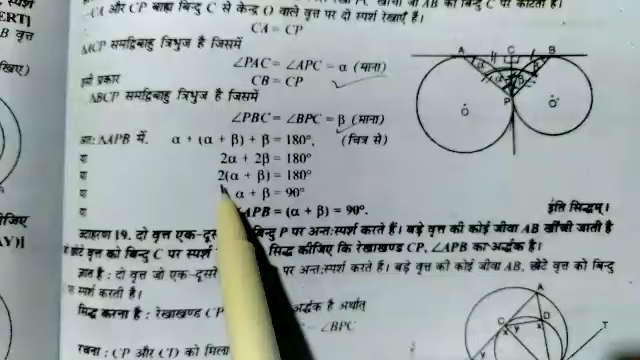 CA और CP बाह्य बिन्दु C से केन्द्र O वाले वृत्त पर दो स्पर्श रेखाएँ हैं।
CA = CP
समद्विबाहु त्रिभुज है जिसमें
∠PAC = ∠APC = α (माना)
इसी प्रकार CB = CP
ΔBCP समद्विबाहु त्रिभुज है जिसमें
∠PBC = ∠BPC = β (माना)
अतः ΔAPB में, α + (α + β) + β = 180°, (चित्र से)
या 2α + 2β = 180°
या 2(α + β) = 180°
या α + β = 90°
या APB = (α + β) = 90°. इति सिद्धम्।
उदाहरण 19. दो वृत्त एक-दूसरे बिन्दु P पर अन्तःस्पर्श करते हैं। बड़े वृत्त की कोई जीवा AB खींची जाती है
छोटे वृत्त को बिन्दु C पर स्पर्श सिद्ध कीजिए कि रेखाखण्ड CP, ∠APB का अर्द्धक है।
ज्ञात है : दो वृत्त जो एक-दूसरे पर अन्तःस्पर्श करते हैं। बड़े वृत्त की कोई जीवा AB, छोटे वृत्त को बिन्दु
स्पर्श करती है।
सिद्ध करना है : रेखाखण्ड CP अर्द्धक है अर्थात्
∠BPC
रचना : CP और CD को मिला
A C B
α β
P
O O'
A
C D T
x y x